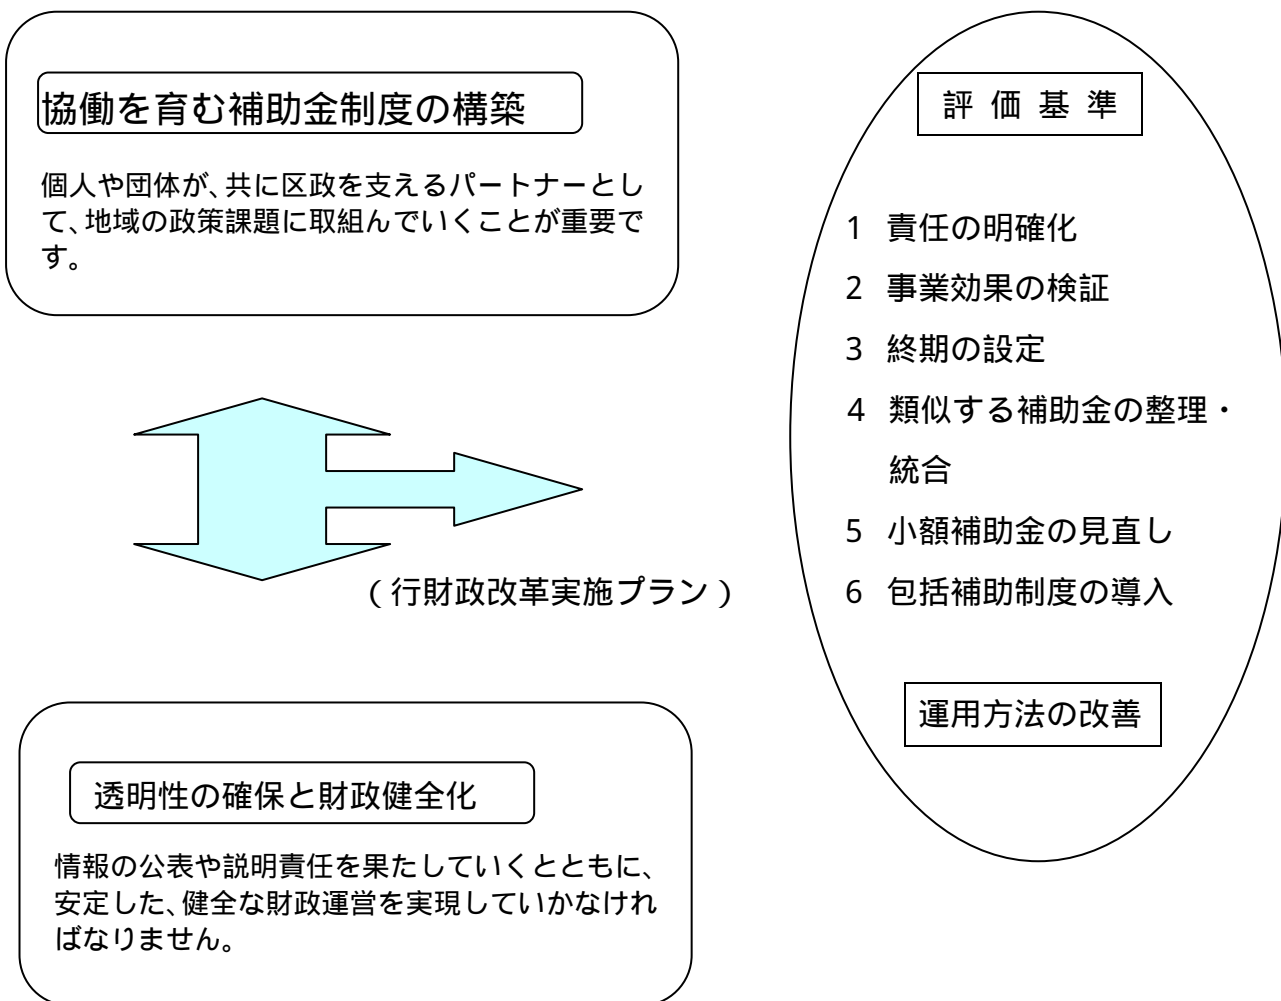 協働を育む補助金制度の構築
個人や団体が、共に区政を支えるパートナーとし
て、地域の政策課題に取組んでいくことが重要で
す。
(行財政改革実施プラン)
透明性の確保と財政健全化
情報の公表や説明責任を果たしていくとともに、
安定した、健全な財政運営を実現していかなけれ
ばなりません。
評 価 基 準
1 責任の明確化
2 事業効果の検証
3 終期の設定
4 類似する補助金の整理・
統合
5 小額補助金の見直し
6 包括補助制度の導入
運用方法の改善